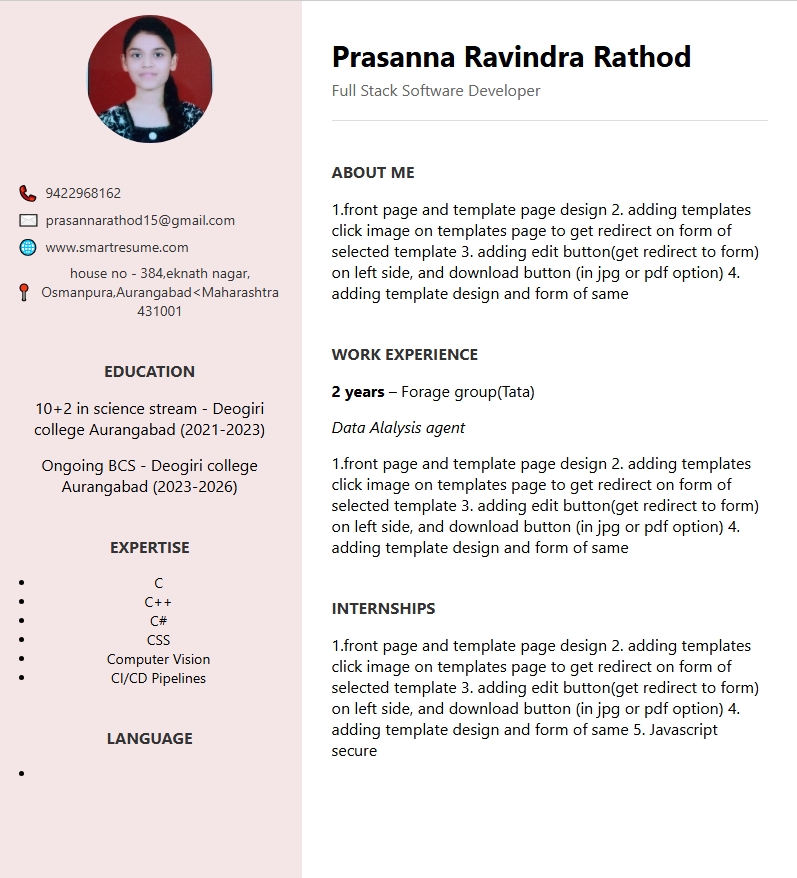 Prasanna Ravindra Rathod
Full Stack Software Developer
9422968162
prasannarathod15@gmail.com
www.smartresume.com
house no - 384,eknath nagar,
Osmanpura,Aurangabad<Maharashtra
431001
EDUCATION
10+2 in science stream - Deogiri
college Aurangabad (2021-2023)
Ongoing BCS - Deogiri college
Aurangabad (2023-2026)
EXPERTISE
C
C++
C#
CSS
Computer Vision
CI/CD Pipelines
LANGUAGE
ABOUT ME
1.front page and template page design 2. adding templates
click image on templates page to get redirect on form of
selected template 3. adding edit button(get redirect to form)
on left side, and download button (in jpg or pdf option) 4.
adding template design and form of same
WORK EXPERIENCE
2 years – Forage group(Tata)
Data Alalysis agent
1.front page and template page design 2. adding templates
click image on templates page to get redirect on form of
selected template 3. adding edit button(get redirect to form)
on left side, and download button (in jpg or pdf option) 4.
adding template design and form of same
INTERNSHIPS
1.front page and template page design 2. adding templates
click image on templates page to get redirect on form of
selected template 3. adding edit button(get redirect to form)
on left side, and download button (in jpg or pdf option) 4.
adding template design and form of same 5. Javascript
secure